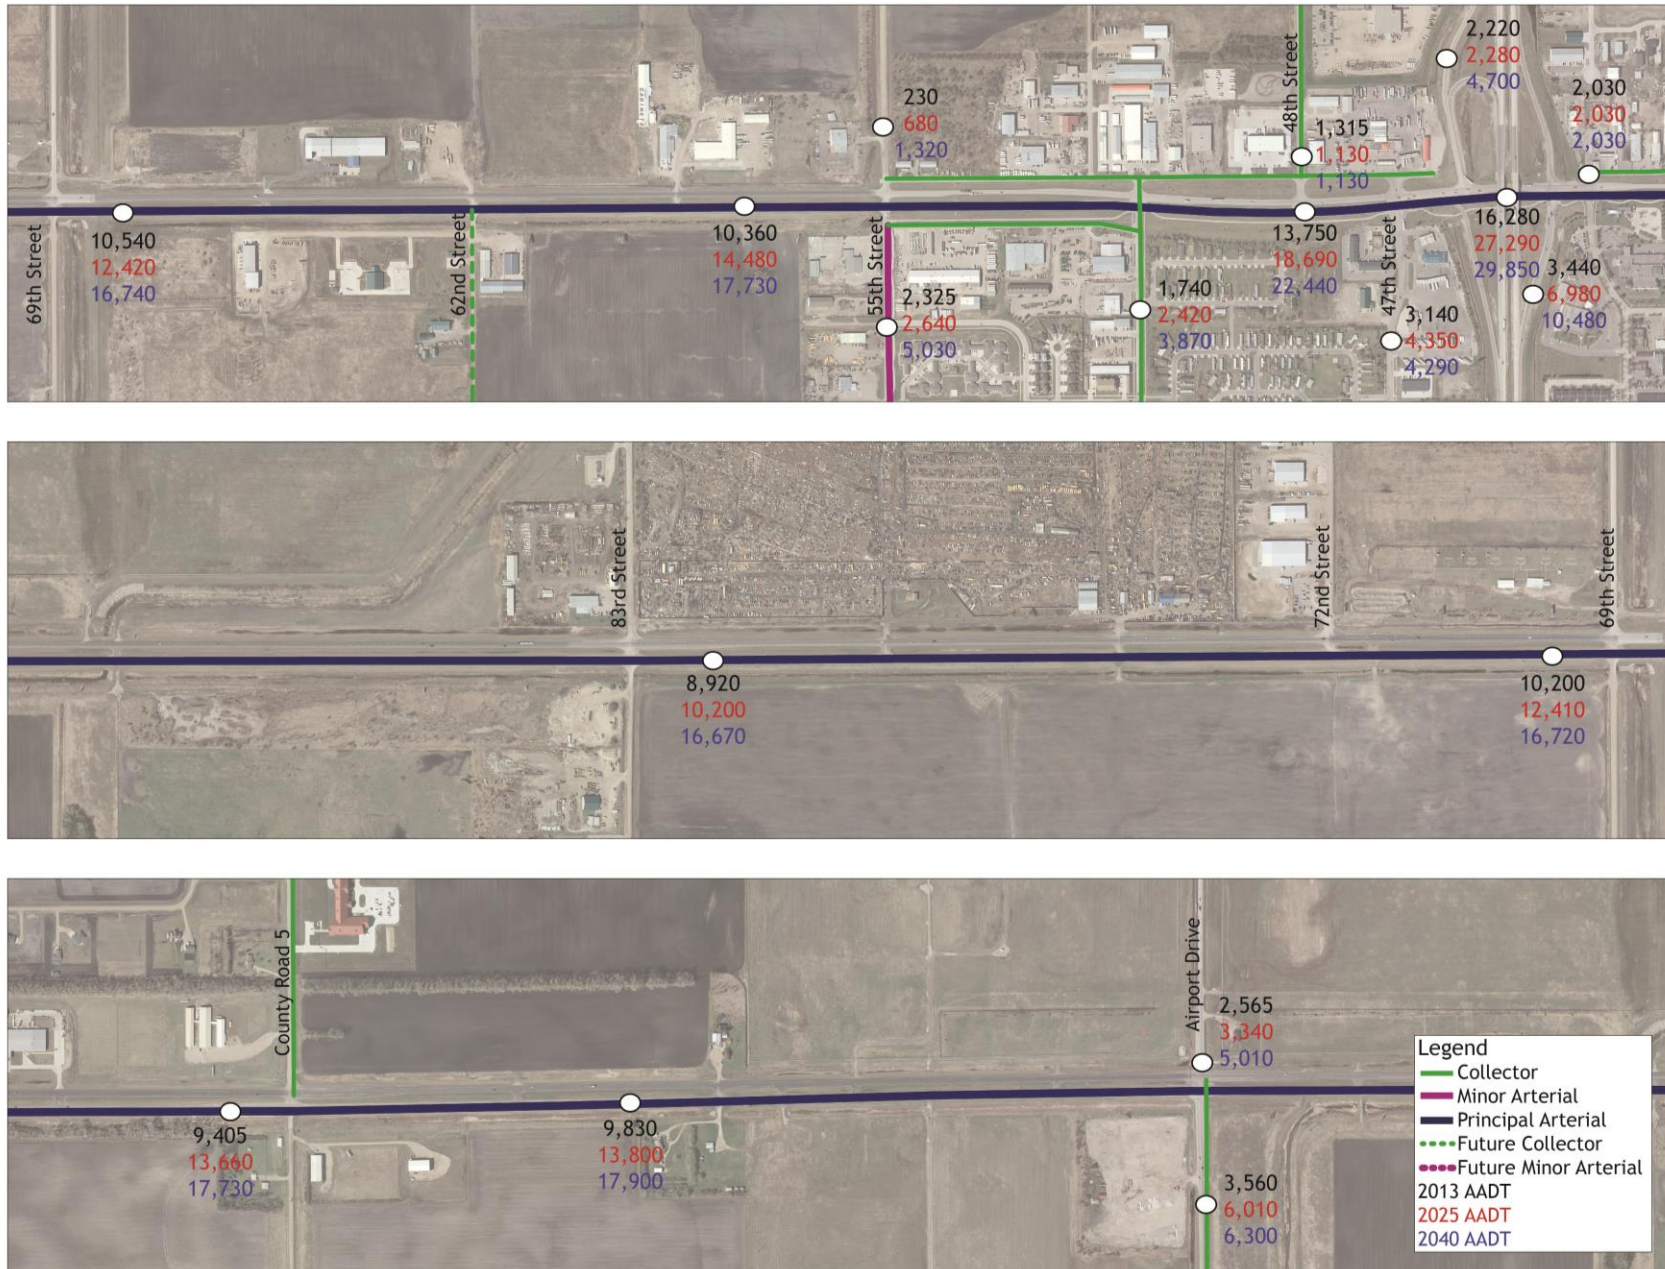 2,220
2,280
4,700
2,030
2,030
2,030
230
680
1,320
48th Street
1,315
1,130
1,130
69th Street
10,540
12,420
16,740
62nd Street
10,360
14,480
17,730
55th Street
2,325
2,640
5,030
1,740
2,420
3,870
13,750
18,690
22,440
47th Street
3,140
4,350
4,290
16,280
27,290
29,850
3,440
6,980
10,480
83rd Street
8,920
10,200
16,670
72nd Street
69th Street
10,200
12,410
16,720
County Road 5
9,405
13,660
17,730
9,830
13,800
17,900
Airport Drive
2,565
3,340
5,010
3,560
6,010
6,300
Legend
Collector
Minor Arterial
Principal Arterial
Future Collector
Future Minor Arterial
2013 AADT
2025 AADT
2040 AADT